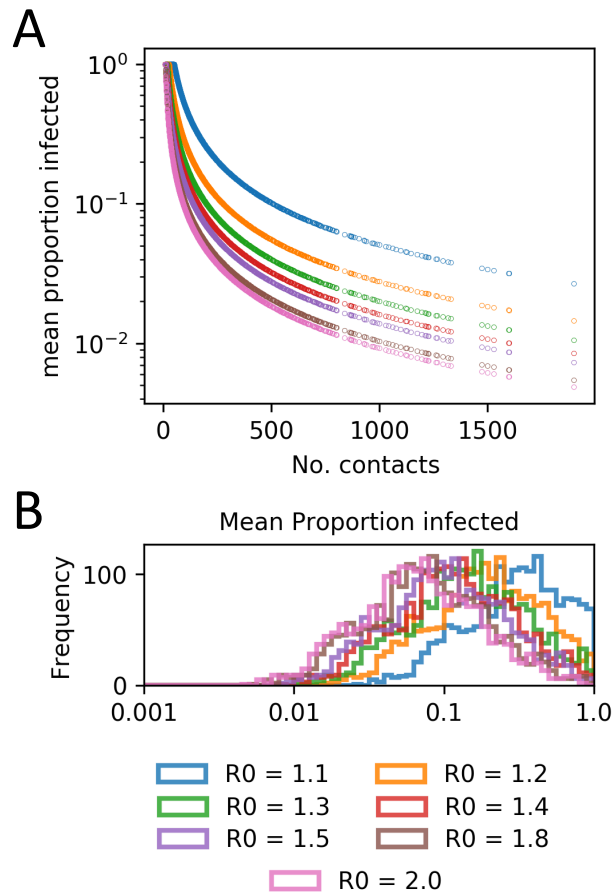 A
10⁰
10⁻¹
10⁻²
mean proportion infected
0 500 1000 1500
No. contacts
B
Mean Proportion infected
100
0
Frequency
0.001 0.01 0.1 1.0
R0 = 1.1 R0 = 1.2
R0 = 1.3 R0 = 1.4
R0 = 1.5 R0 = 1.8
R0 = 2.0